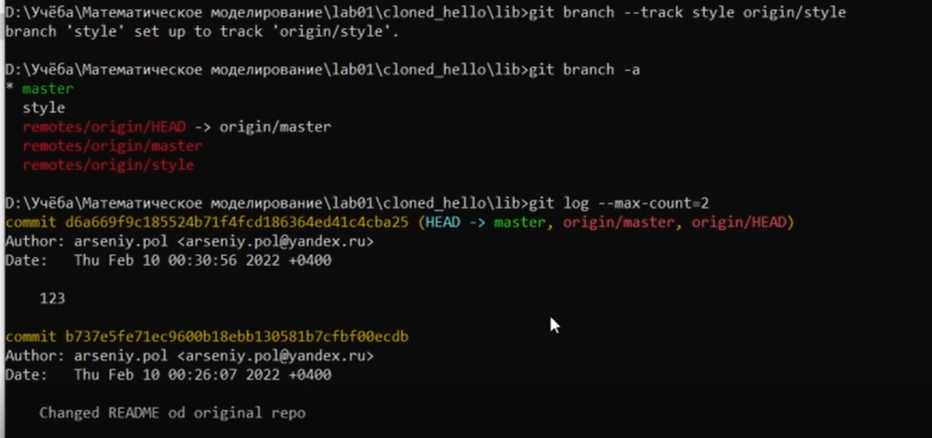 D:\Учёба\Математическое моделирование\lab01\cloned_hello\lib>git branch --track style origin/style
branch 'style' set up to track 'origin/style'.
D:\Учёба\Математическое моделирование\lab01\cloned_hello\lib>git branch -a
* master
style
remotes/origin/HEAD -> origin/master
remotes/origin/master
remotes/origin/style
D:\Учёба\Математическое моделирование\lab01\cloned_hello\lib>git log --max-count=2
commit d6a669f9c185524b71f4fcd186364ed41c4cba25 (HEAD -> master, origin/master, origin/HEAD)
Author: arseniy.pol <arseniy.pol@yandex.ru>
Date:   Thu Feb 10 00:30:56 2022 +0400
123
commit b737e5fe71ec9600b18ebb130581b7cfbf00ecdb
Author: arseniy.pol <arseniy.pol@yandex.ru>
Date:   Thu Feb 10 00:26:07 2022 +0400
Changed README od original repo